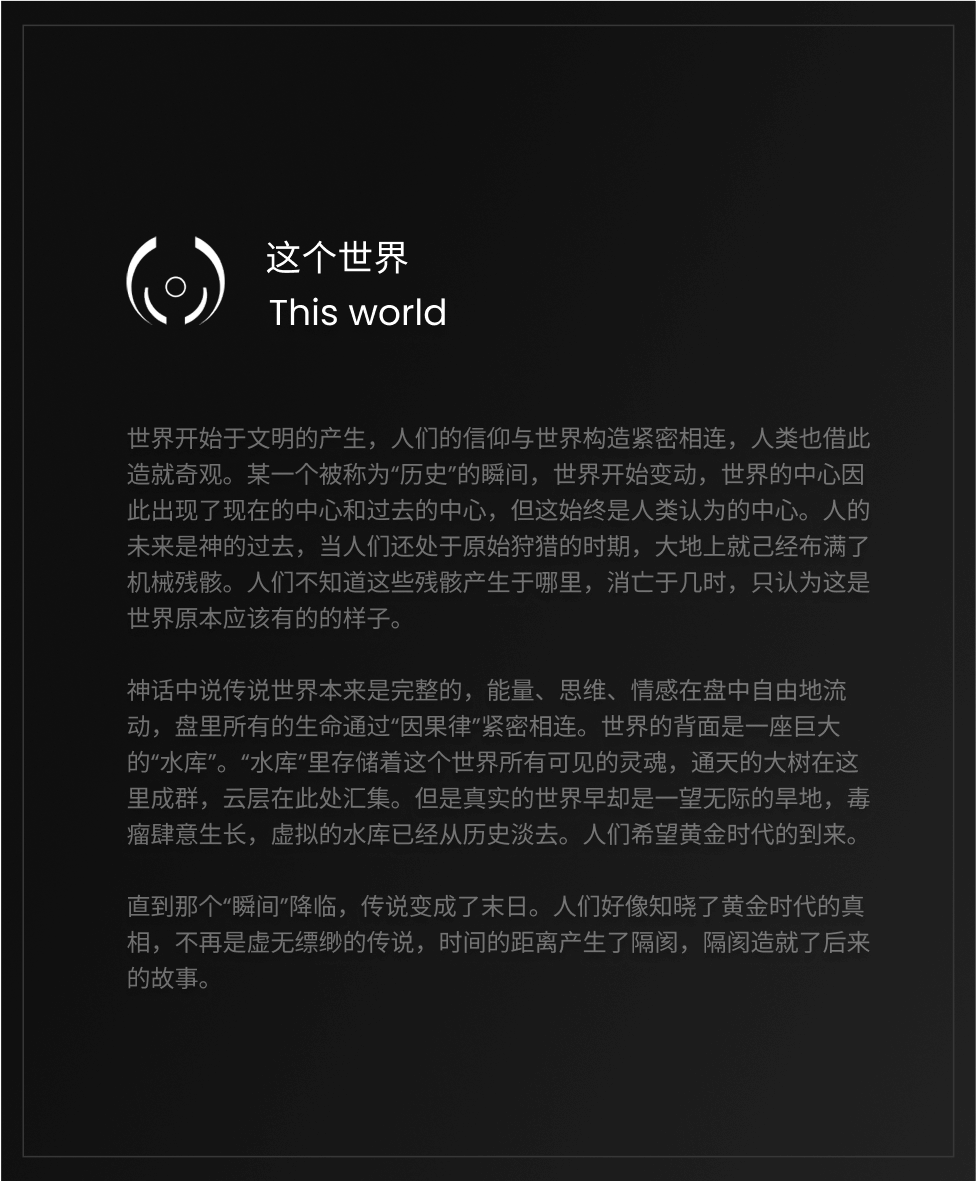 这个世界
This world
世界开始于文明的产生，人们的信仰与世界构造紧密相连，人类也借此
造就奇观。某一个被称为“历史”的瞬间，世界开始变动，世界的中心因
此出现了现在的中心和过去的中心，但这始终是人类认为的中心。人的
未来是神的过去，当人们还处于原始狩猎的时期，大地上就己经布满了
机械残骸。人们不知道这些残骸产生于哪里，消亡于几时，只认为这是
世界原本应该有的的样子。
神话中说传说世界本来是完整的，能量、思维、情感在盘中自由地流
动，盘里所有的生命通过“因果律”紧密相连。世界的背面是一座巨大
的“水库”。“水库”里存储着这个世界所有可见的灵魂，通天的大树在这
里成群，云层在此处汇集。但是真实的世界早却是一望无际的旱地，毒
瘤肆意生长，虚拟的水库已经从历史淡去。人们希望黄金时代的到来。
直到那个“瞬间”降临，传说变成了末日。人们好像知晓了黄金时代的真
相，不再是虚无缥缈的传说，时间的距离产生了隔阂，隔阂造就了后来
的故事。